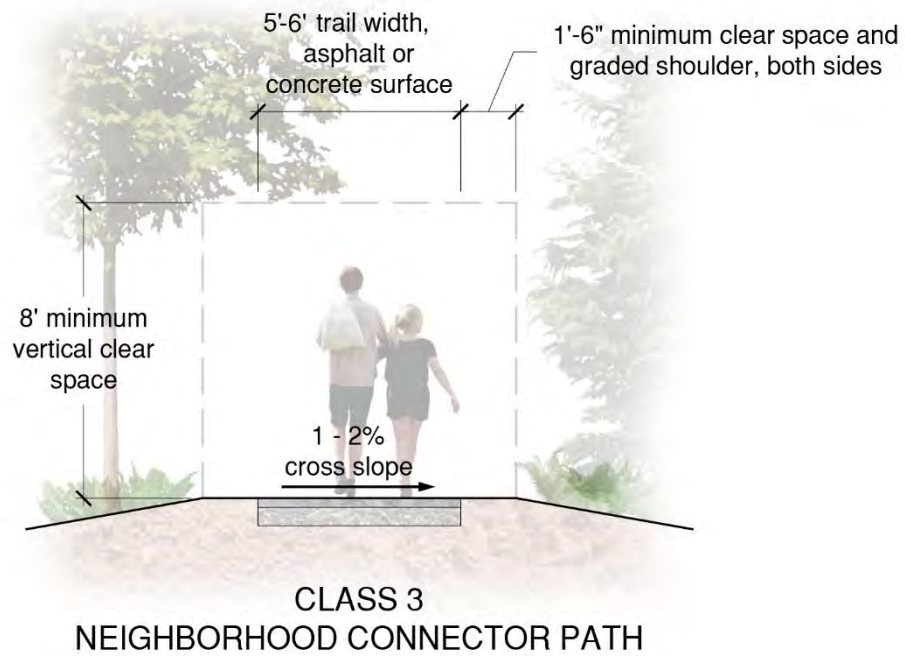 5'-6' trail width,
asphalt or
concrete surface
1'-6" minimum clear space and
graded shoulder, both sides
8' minimum
vertical clear
space
1 - 2%
cross slope
CLASS 3
NEIGHBORHOOD CONNECTOR PATH